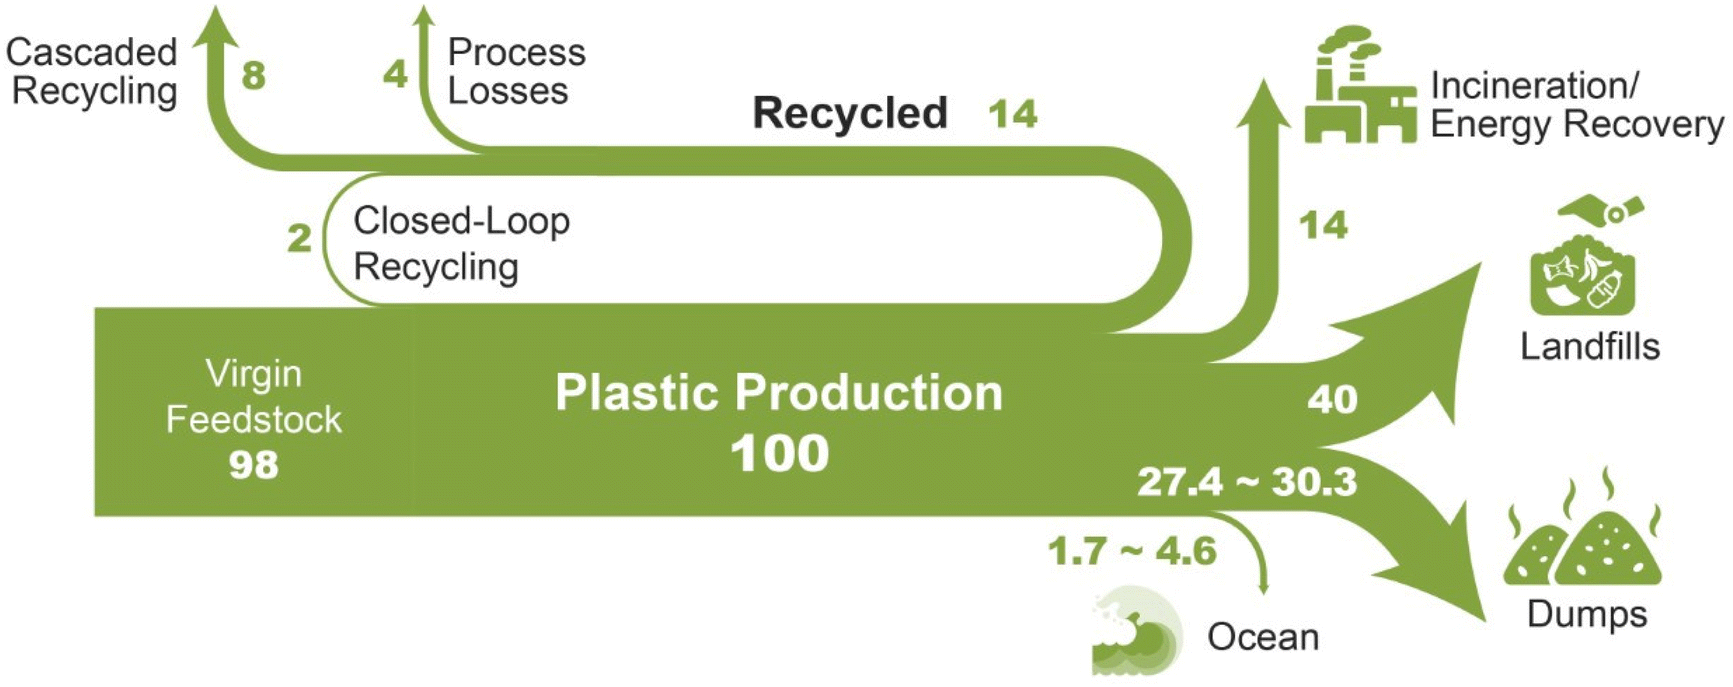 Cascaded
Recycling
8
4
Process
Losses
Recycled 14
Incineration/
Energy Recovery
2
Closed-Loop
Recycling
14
Landfills
Virgin
Feedstock
98
Plastic Production
100
40
27.4 ~ 30.3
1.7 ~ 4.6
Ocean
Dumps